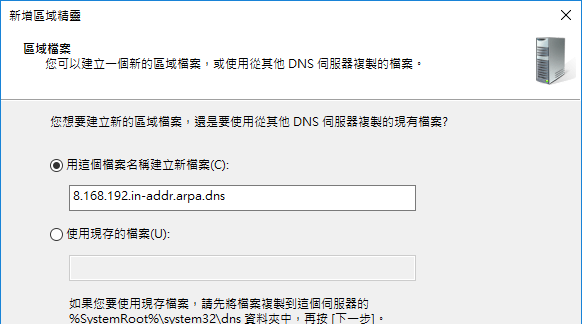 新增區域精靈
區域檔案
您可以建立一個新的區域檔案，或使用從其他 DNS 伺服器複製的檔案。
您想要建立新的區域檔案，還是要使用從其他 DNS 伺服器複製的現有檔案?
用這個檔案名稱建立新檔案(C):
8.168.192.in-addr.arpa.dns
使用現存的檔案(U):
如果您要使用現存檔案，請先將檔案複製到這個伺服器的
%SystemRoot%\system32\dns 資料夾中，再按 [下一步]。